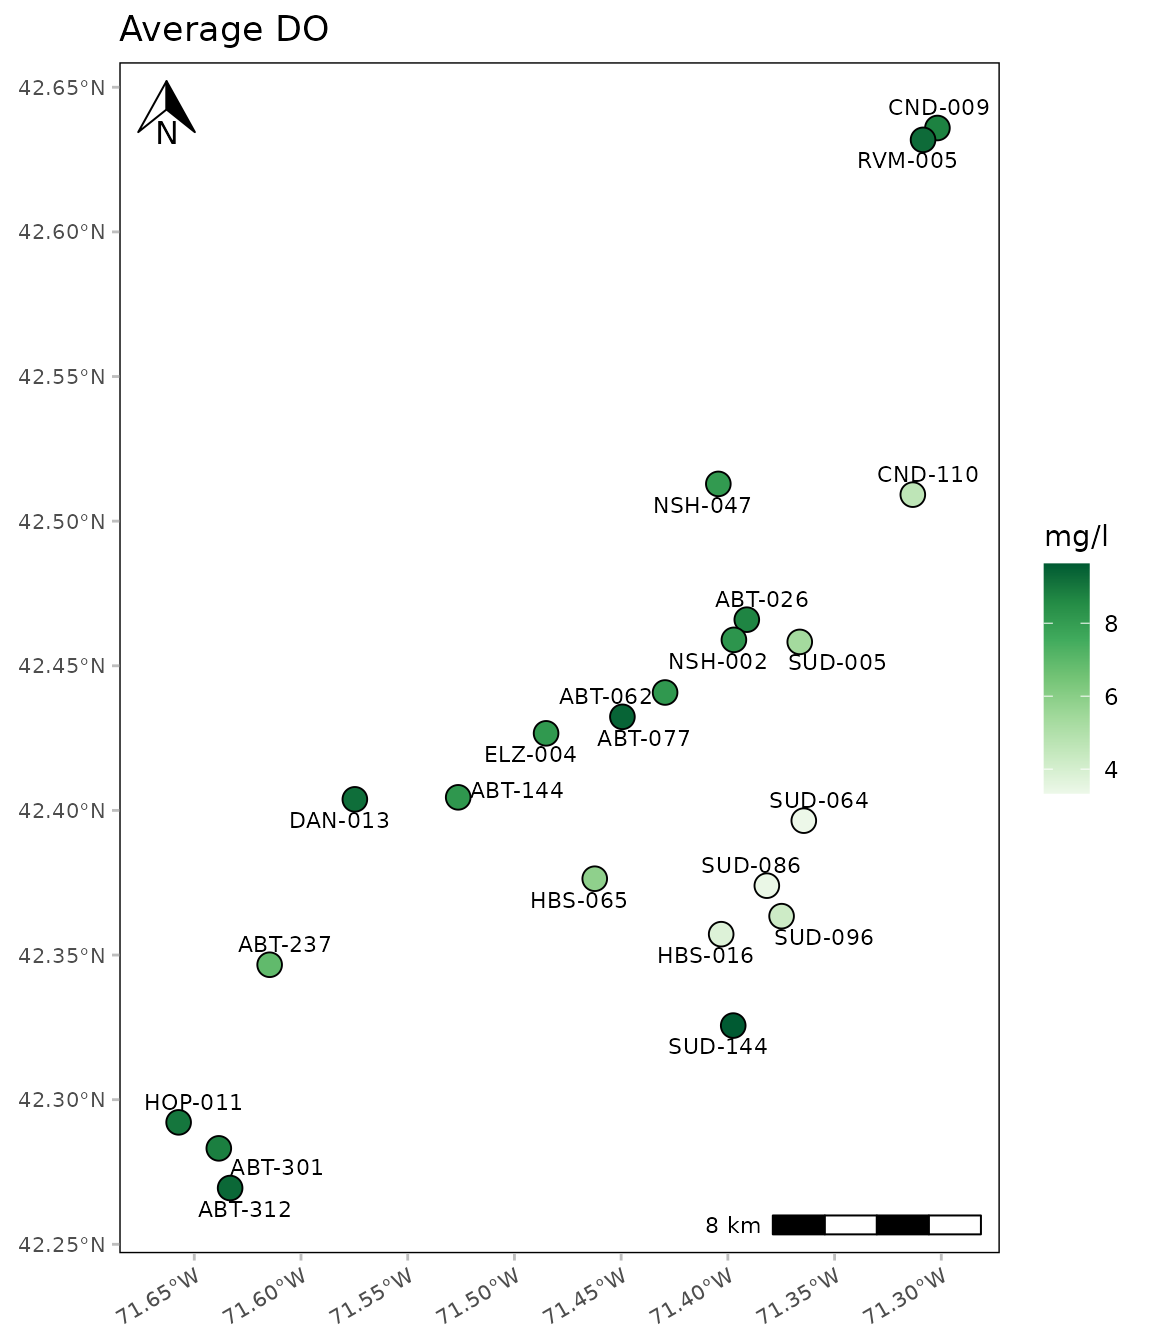 Average DO
42.65°N
N
CND-009
RVM-005
42.60°N
42.55°N
CND-110
NSH-047
42.50°N
mg/l
ABT-026
8
NSH-002
SUD-005
42.45°N
ABT-062
6
ABT-077
ELZ-004
4
ABT-144
SUD-064
42.40°N
DAN-013
SUD-086
HBS-065
SUD-096
ABT-237
HBS-016
42.35°N
SUD-144
42.30°N
HOP-011
ABT-301
ABT-312
8 km
42.25°N
71.65°W
71.60°W
71.55°W
71.50°W
71.45°W
71.40°W
71.35°W
71.30°W